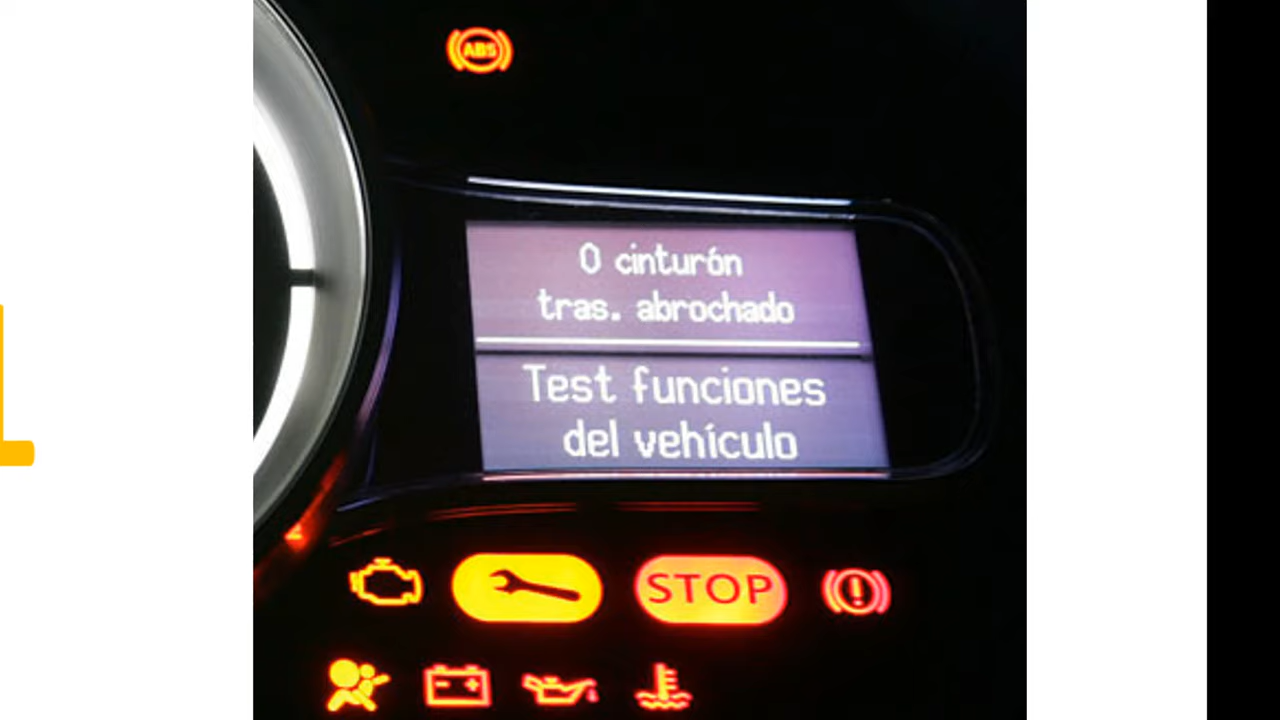 ABS
0 cinturón
tras. abrochado
Test funciones
del vehículo
STOP